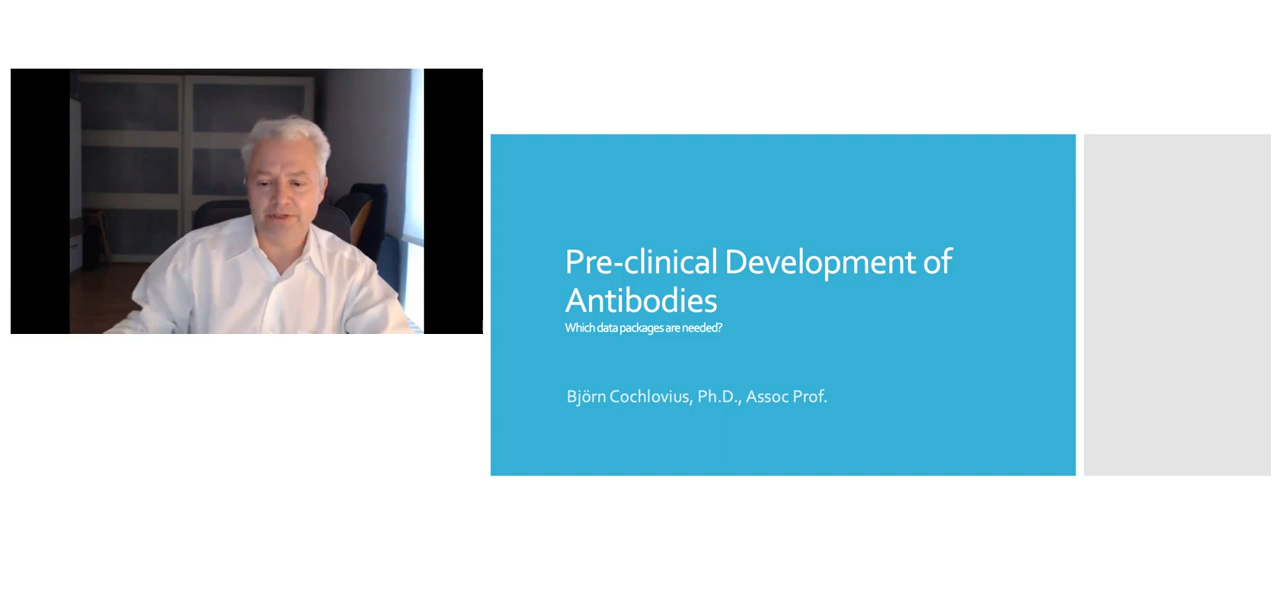 Pre-clinical Development of
Antibodies
Which data packages are needed?
Björn Cochlovius, Ph.D., Assoc Prof.